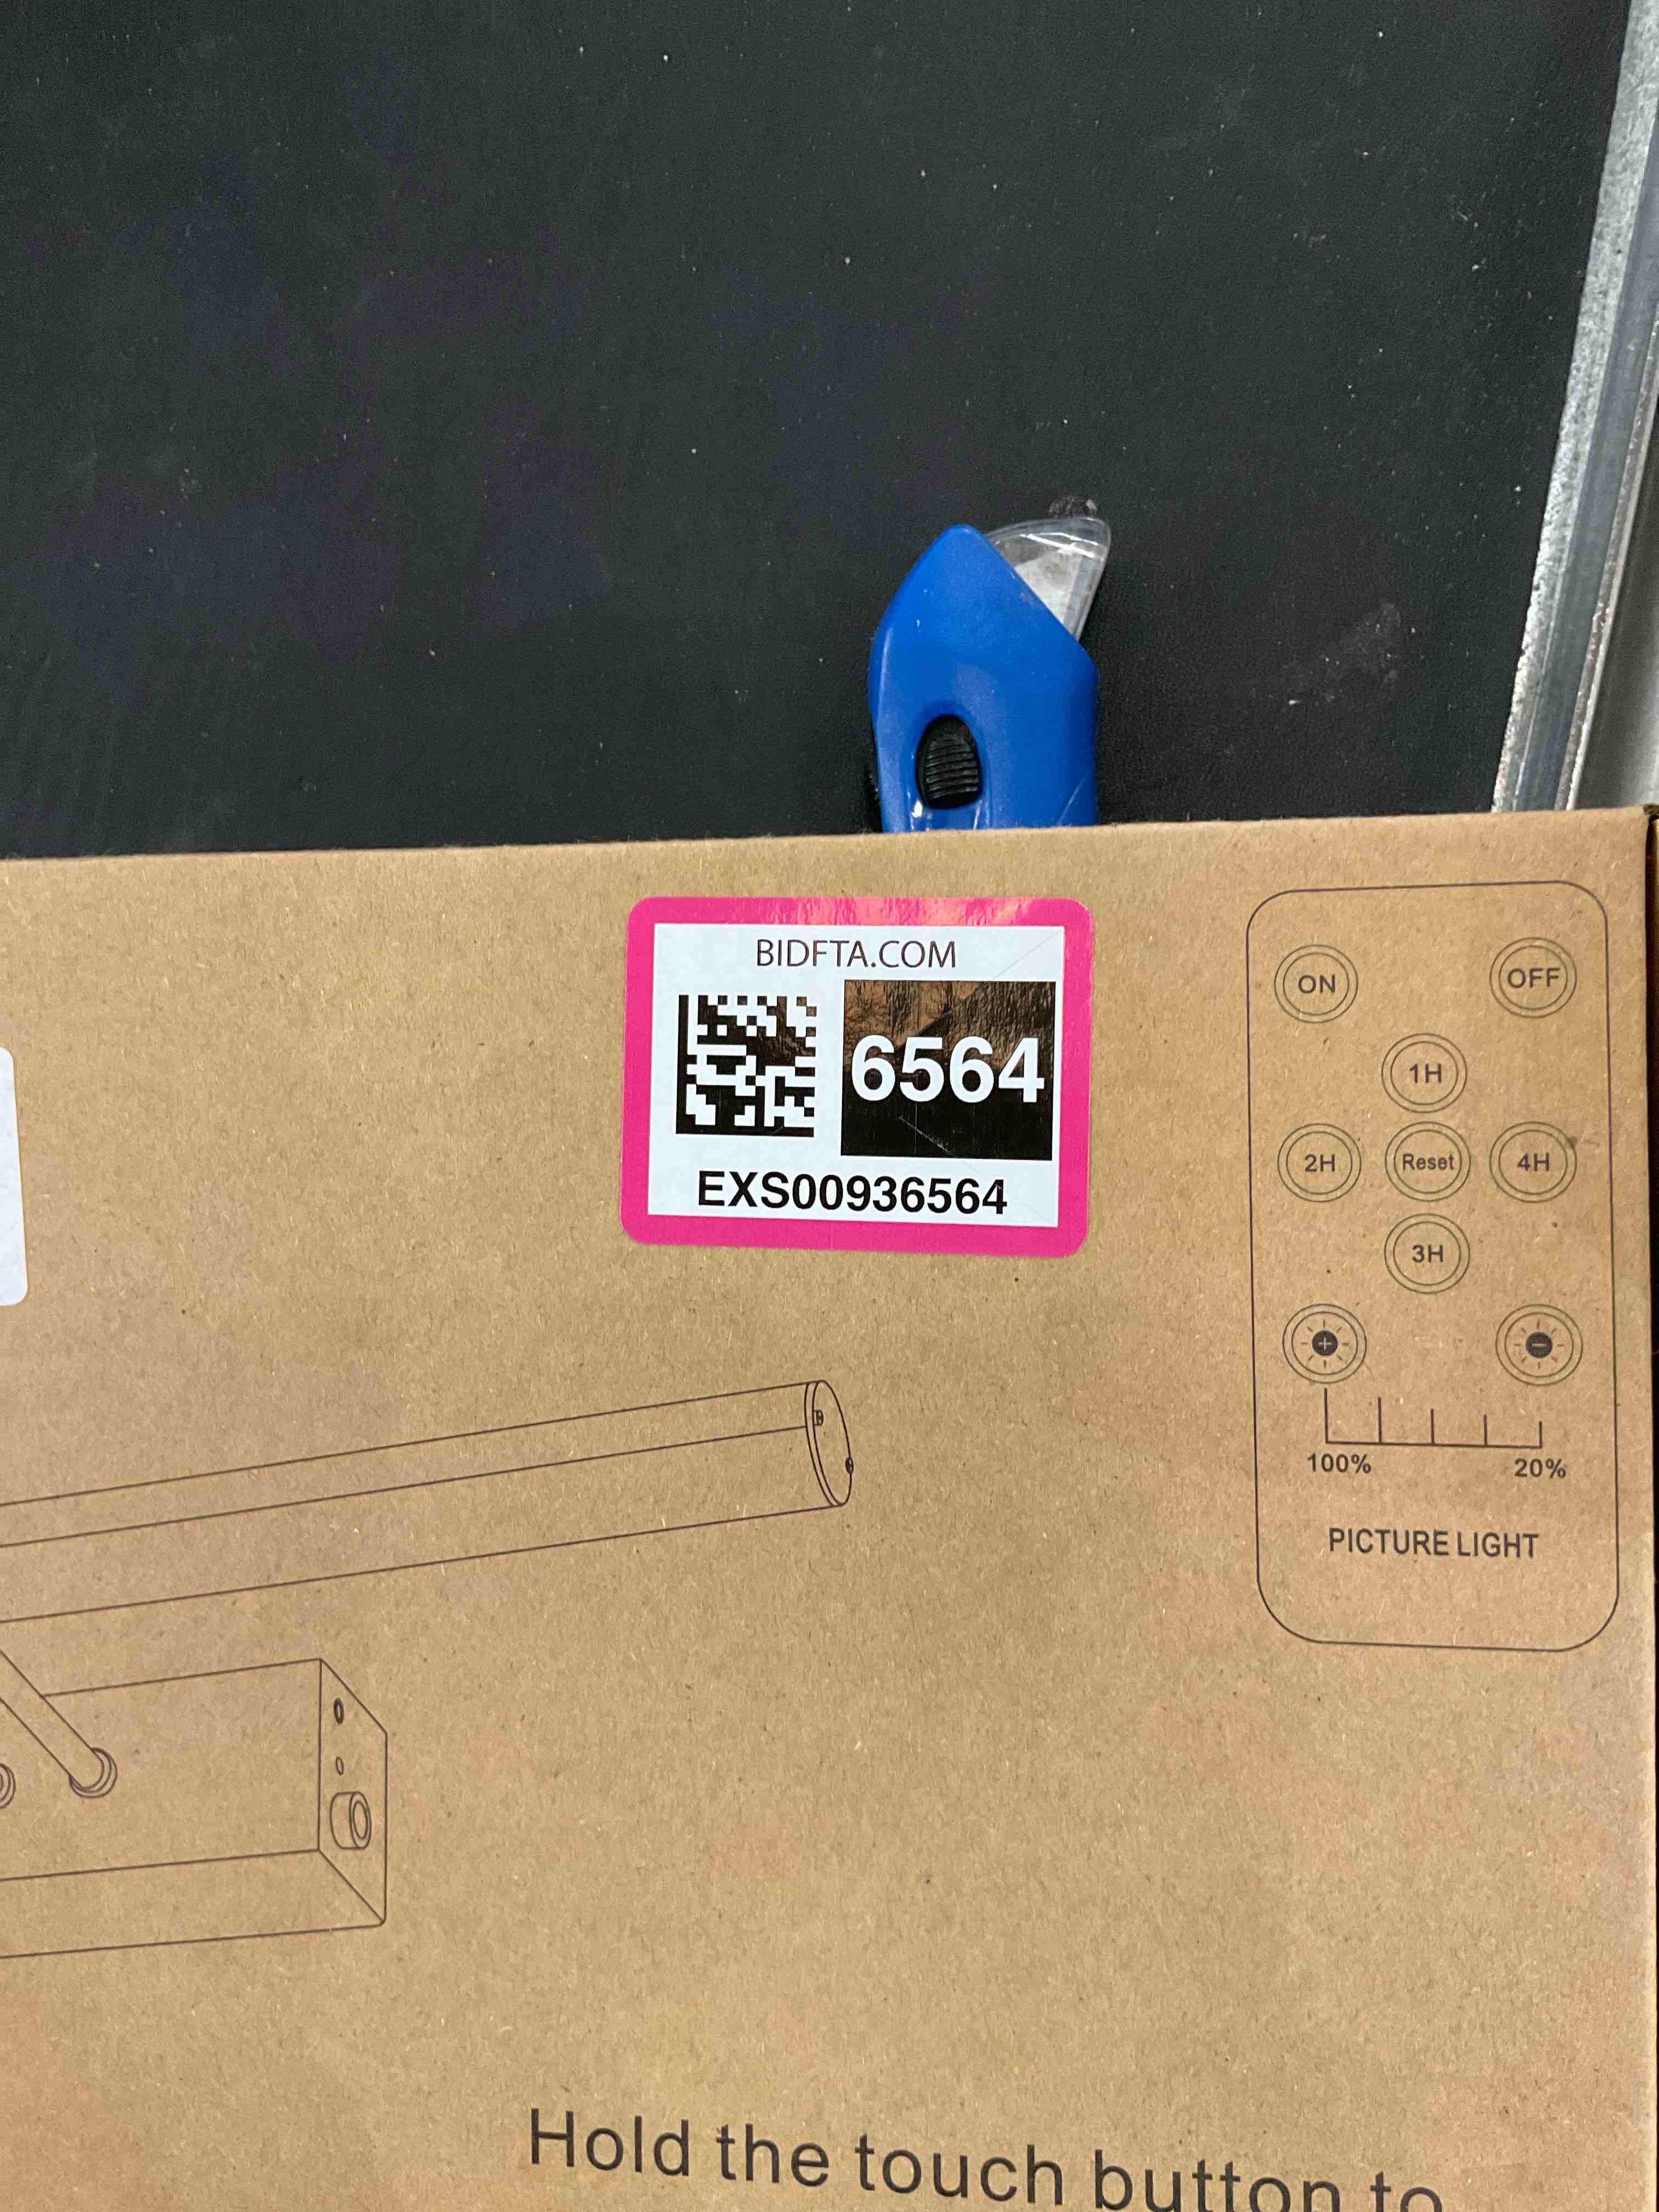 BIDFTA.COM
6564
EXS00936564
ON
OFF
1H
2H
Reset
4H
3H
100%
20%
PICTURE LIGHT
Hold the touch button to